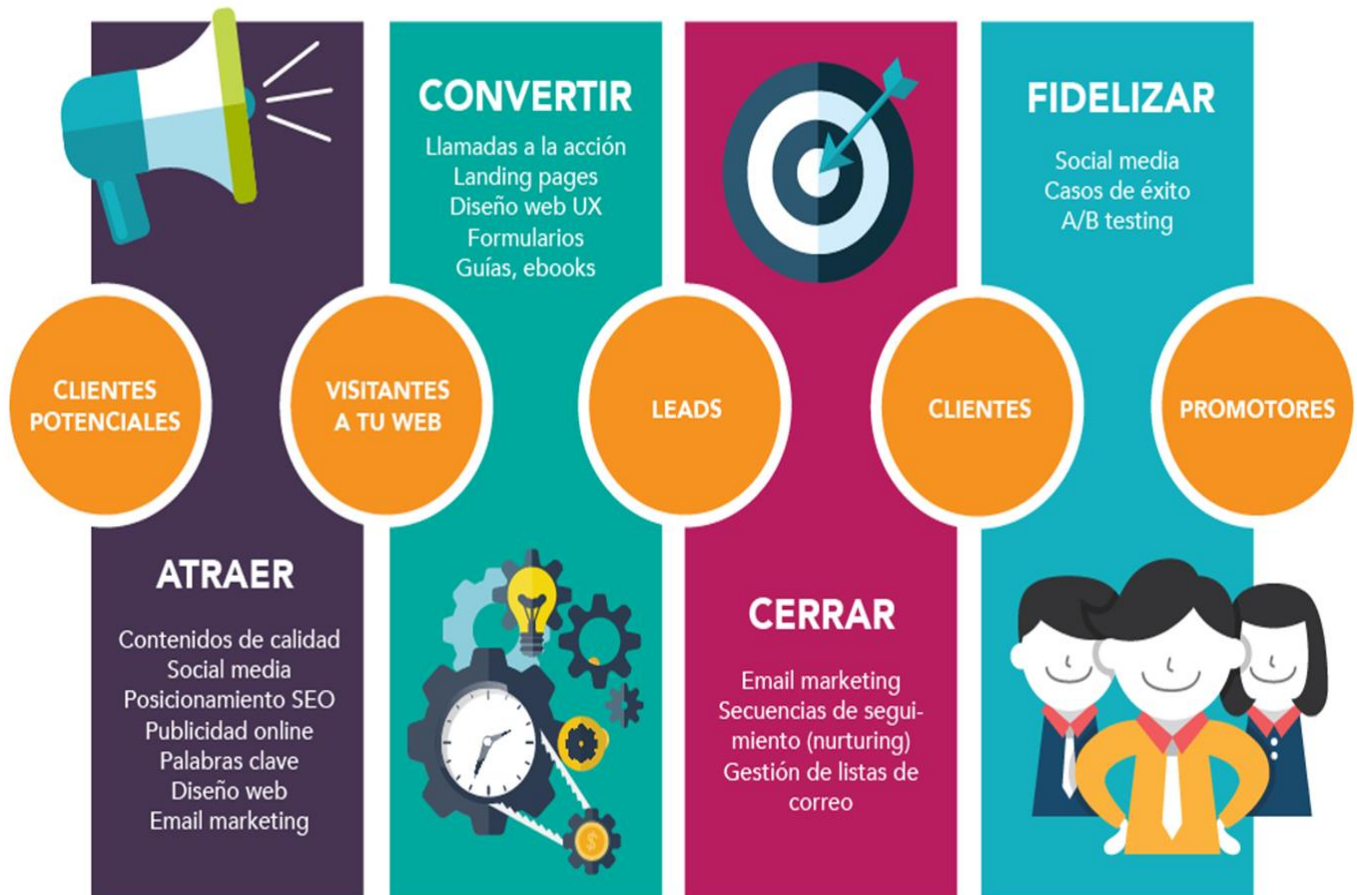 CONVERTIR
Llamadas a la acción
Landing pages
Diseño web UX
Formularios
Guías, ebooks
FIDELIZAR
Social media
Casos de éxito
A/B testing
CLIENTES
POTENCIALES
VISITANTES
A TU WEB
LEADS
CLIENTES
PROMOTORES
ATRAER
Contenidos de calidad
Social media
Posicionamiento SEO
Publicidad online
Palabras clave
Diseño web
Email marketing
$
CERRAR
Email marketing
Secuencias de segui-
miento (nurturing)
Gestión de listas de
correo